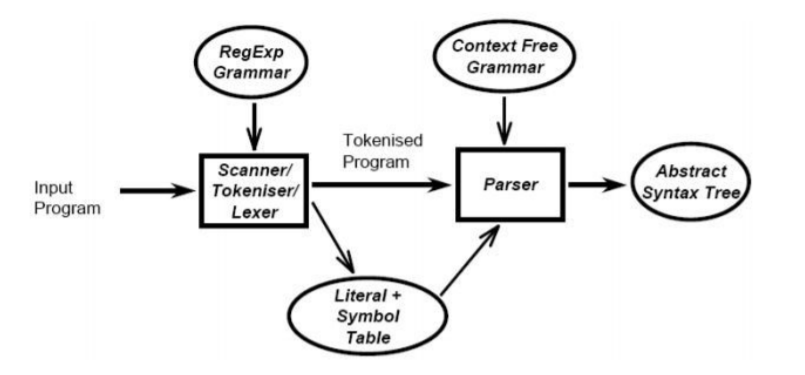 RegExp
Grammar
Context Free
Grammar
Input
Program
Scanner/
Tokeniser/
Lexer
Tokenised
Program
Parser
Abstract
Syntax Tree
Literal +
Symbol
Table